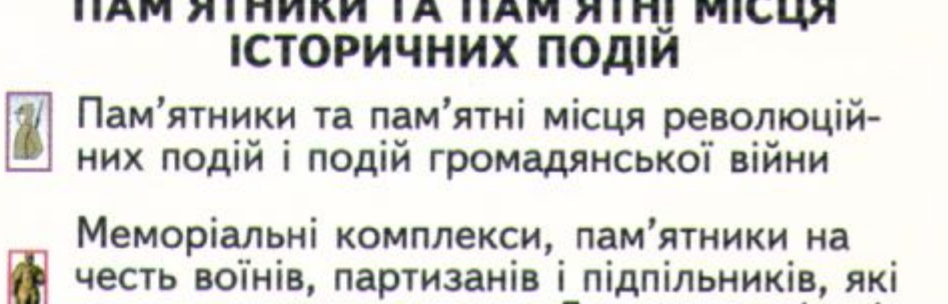 ПАМ'ЯТНИКИ ТА ПАМ'ЯТНІ МІСЦЯ
ІСТОРИЧНИХ ПОДІЙ
Пам’ятники та пам’ятні місця революцій-
них подій і подій громадянської війни
Меморіальні комплекси, пам’ятники на
честь воїнів, партизанів і підпільників, які